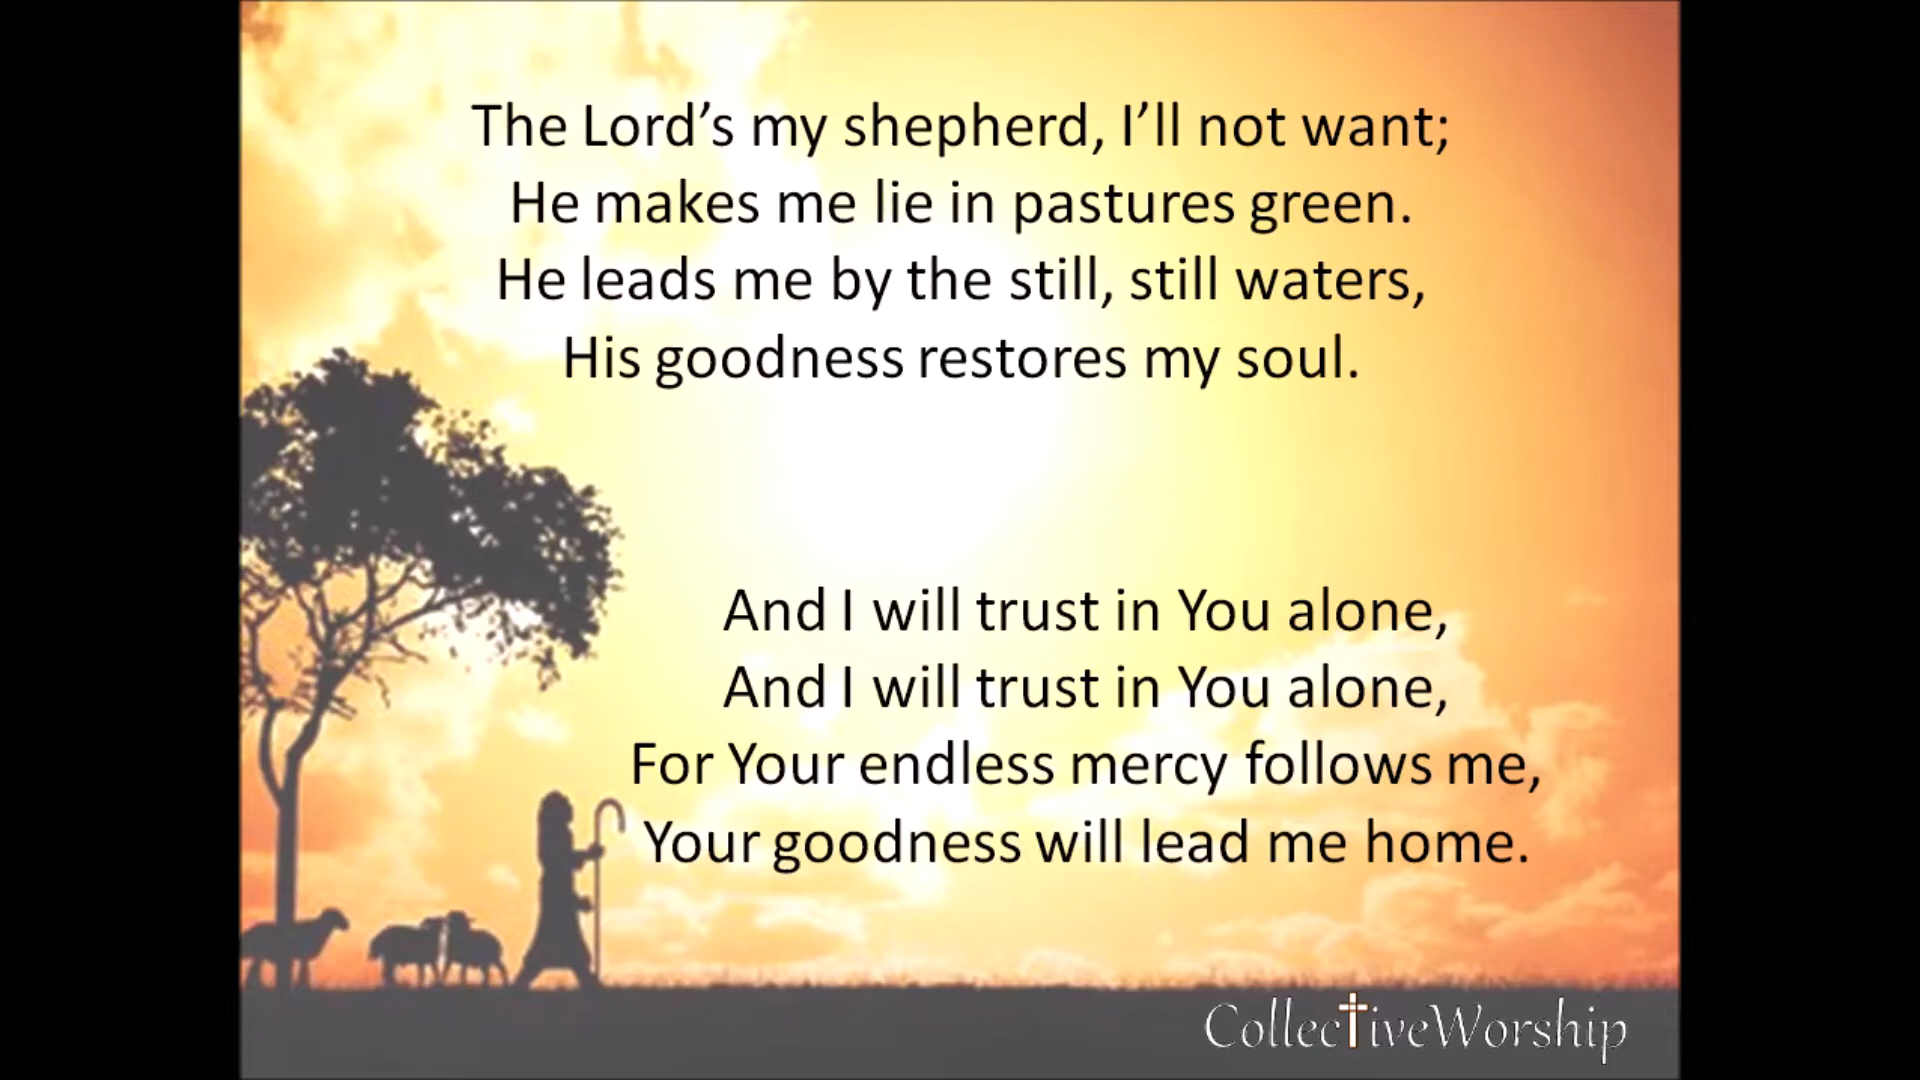 The Lord’s my shepherd, I’ll not want;
He makes me lie in pastures green.
He leads me by the still, still waters,
His goodness restores my soul.
And I will trust in You alone,
And I will trust in You alone,
For Your endless mercy follows me,
Your goodness will lead me home.
CollectiveWorship